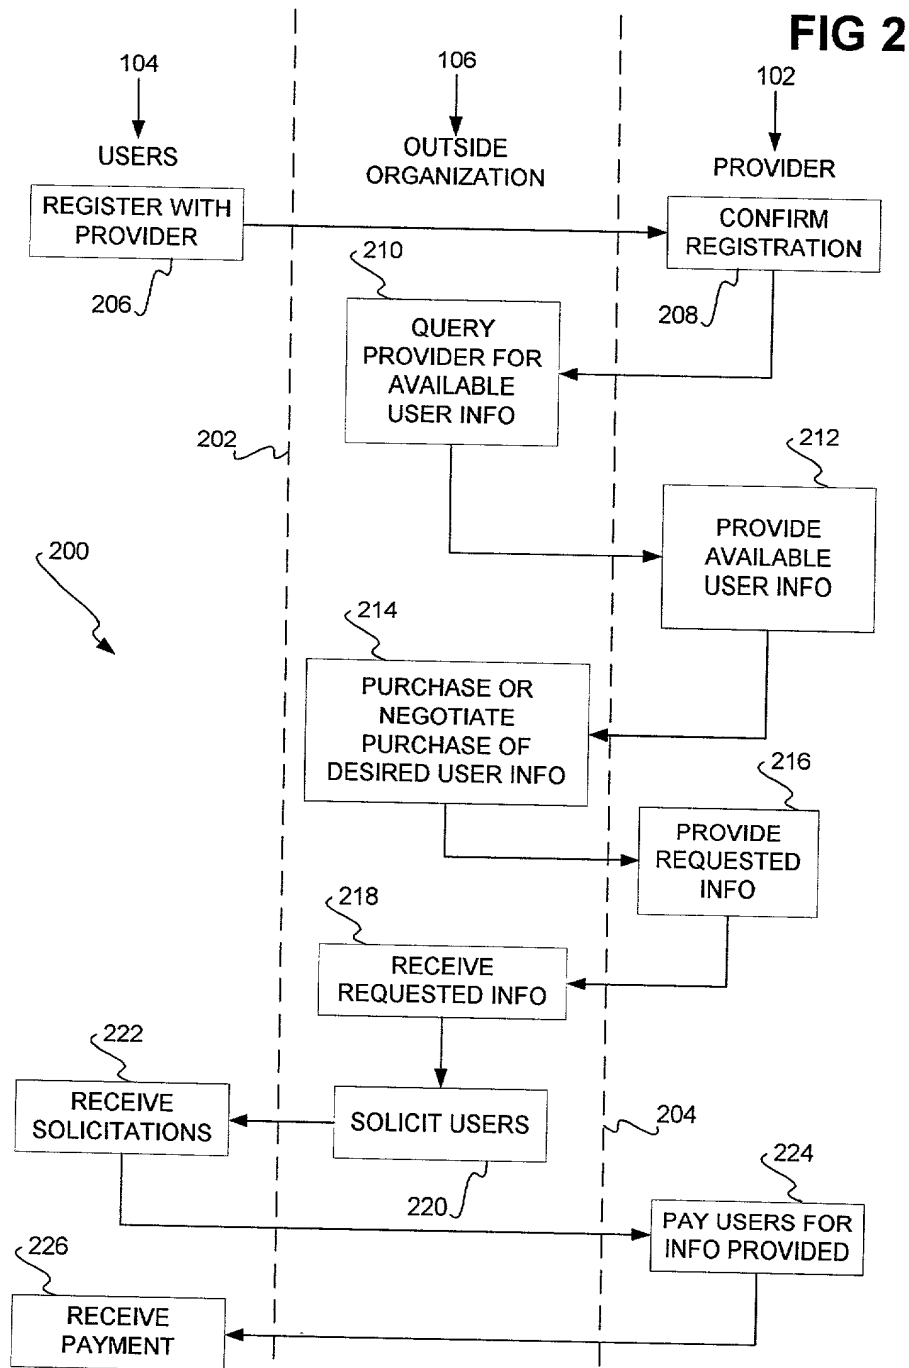 FIG 2
104
106
102
USERS
OUTSIDE
ORGANIZATION
PROVIDER
REGISTER WITH
PROVIDER
206
CONFIRM
REGISTRATION
208
210
QUERY
PROVIDER FOR
AVAILABLE
USER INFO
202
212
PROVIDE
AVAILABLE
USER INFO
200
214
PURCHASE OR
NEGOTIATE
PURCHASE OF
DESIRED USER INFO
216
PROVIDE
REQUESTED
INFO
218
RECEIVE
REQUESTED INFO
222
RECEIVE
SOLICITATIONS
SOLICIT USERS
220
204
224
PAY USERS FOR
INFO PROVIDED
226
RECEIVE
PAYMENT